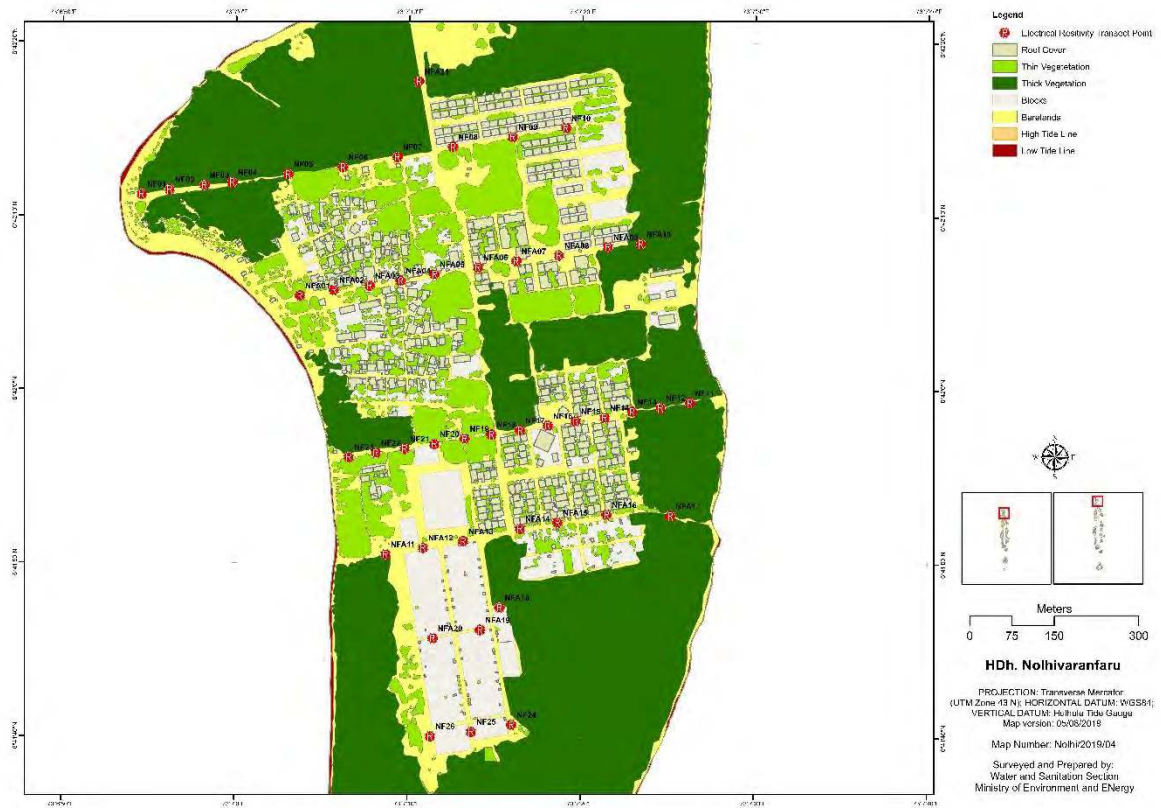 Legend
Electrical Resitivity Transect Point
Roof Cover
Thin Vegetetation
Thick Vegetation
Blocks
Barelands
High Tide Line
Low Tide Line
NFA21
NF10
NF09
NF08
NF07
NF06
NF05
NF04
NF03
NF02
NF01
NFA10
NFA09
NFA08
NFA07
NFA06
NFA05
NFA04
NFA03
NFA02
NFA01
NF11
NF12
NF13
NF14
NF15
NF16
NF17
NF18
NF19
NF20
NF21
NFA16
NFA15
NFA14
NFA13
NFA12
NFA11
NFA18
NFA19
NFA20
NF24
NF25
NF26
Meters
0 75 150 300
HDh. Nolhivaranfaru
PROJECTION: Transverse Mercator
(UTM Zone 43 N); HORIZONTAL DATUM: WGS84;
VERTICAL DATUM: Hulhule Tide Gauge
Map version: 05/08/2019
Map Number: Nolhi/2019/04
Surveyed and Prepared by:
Water and Sanitation Section
Ministry of Environment and ENergy